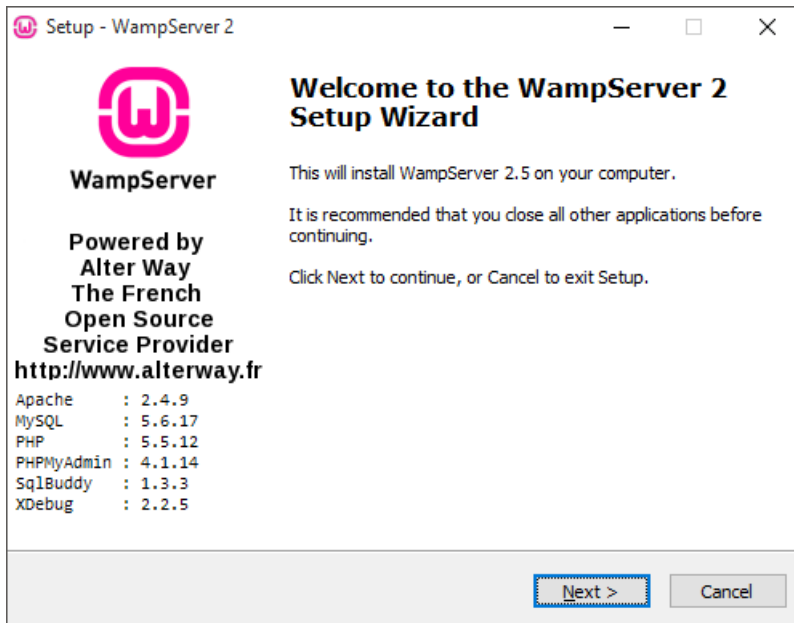 Setup - WampServer 2
WampServer
Powered by
Alter Way
The French
Open Source
Service Provider
http://www.alterway.fr
Apache : 2.4.9
MySQL : 5.6.17
PHP : 5.5.12
PHPMyAdmin : 4.1.14
SqlBuddy : 1.3.3
XDebug : 2.2.5
Welcome to the WampServer 2
Setup Wizard
This will install WampServer 2.5 on your computer.
It is recommended that you close all other applications before
continuing.
Click Next to continue, or Cancel to exit Setup.
Next >
Cancel